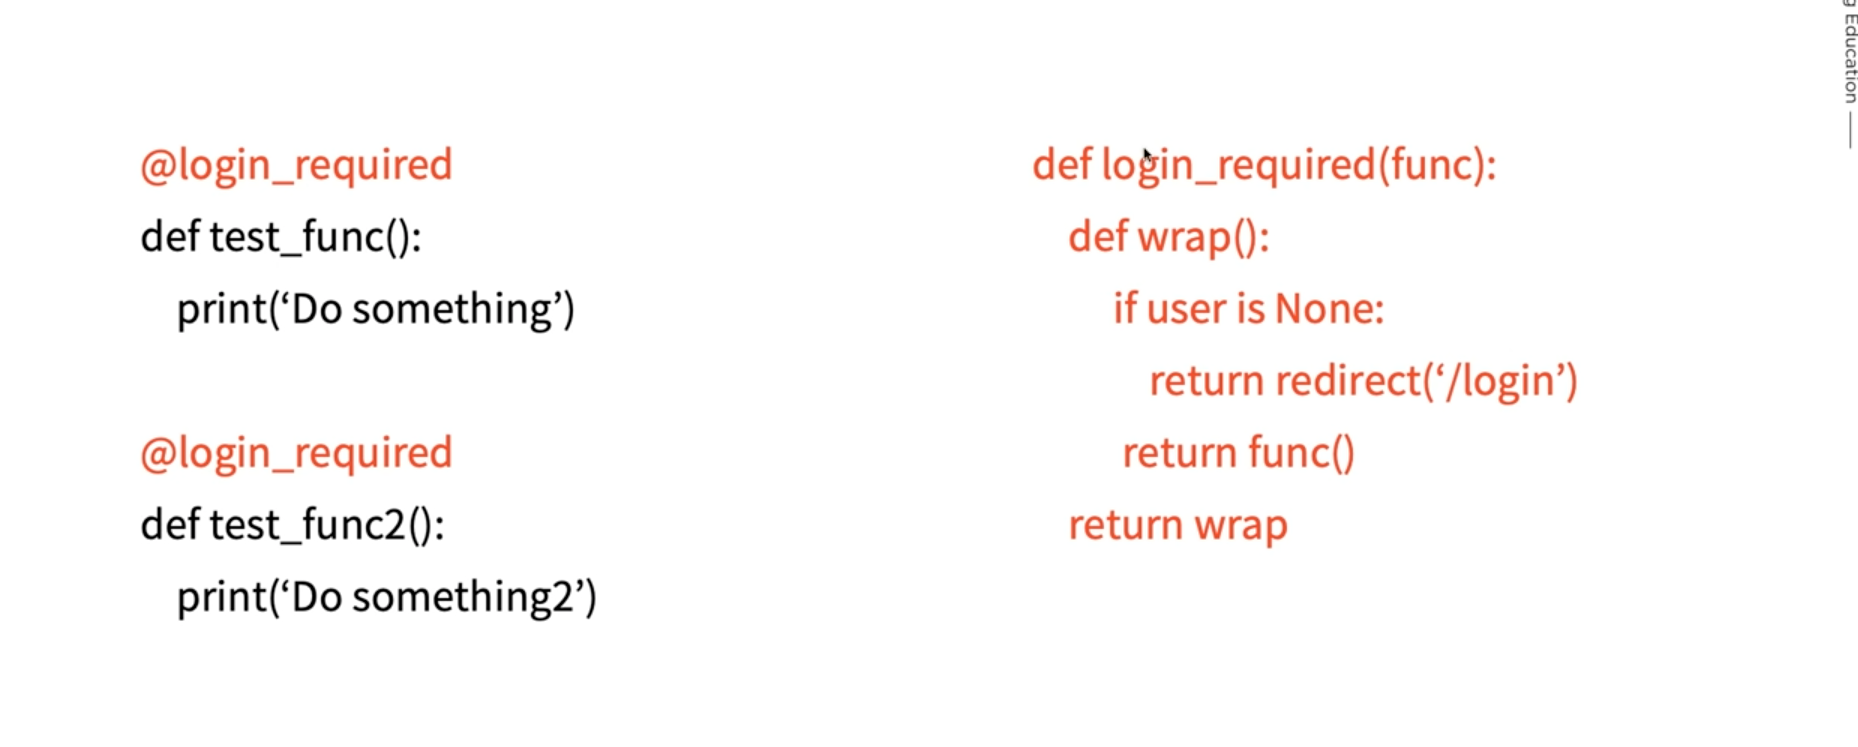 @login_required
def test_func():
print(‘Do something’)
@login_required
def test_func2():
print(‘Do something2’)
def login_required(func):
def wrap():
if user is None:
return redirect(‘/login’)
return func()
return wrap
Education